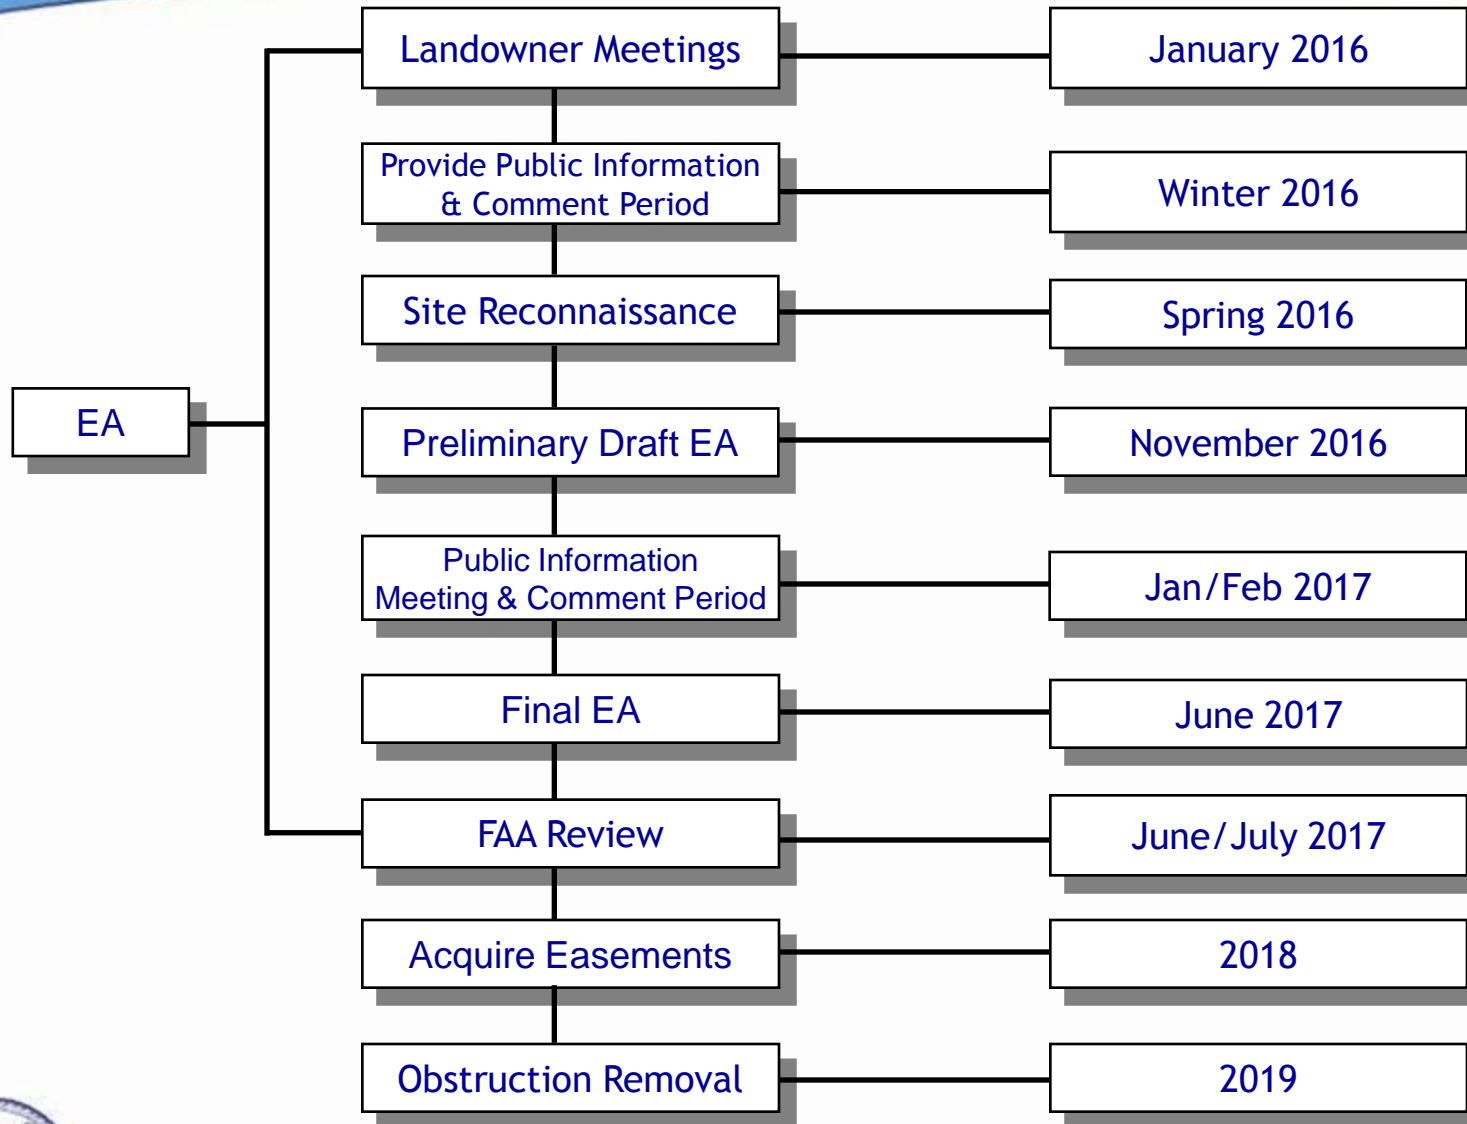 Landowner Meetings
January 2016
Provide Public Information
& Comment Period
Winter 2016
Site Reconnaissance
Spring 2016
EA
Preliminary Draft EA
November 2016
Public Information
Meeting & Comment Period
Jan/Feb 2017
Final EA
June 2017
FAA Review
June/July 2017
Acquire Easements
2018
Obstruction Removal
2019